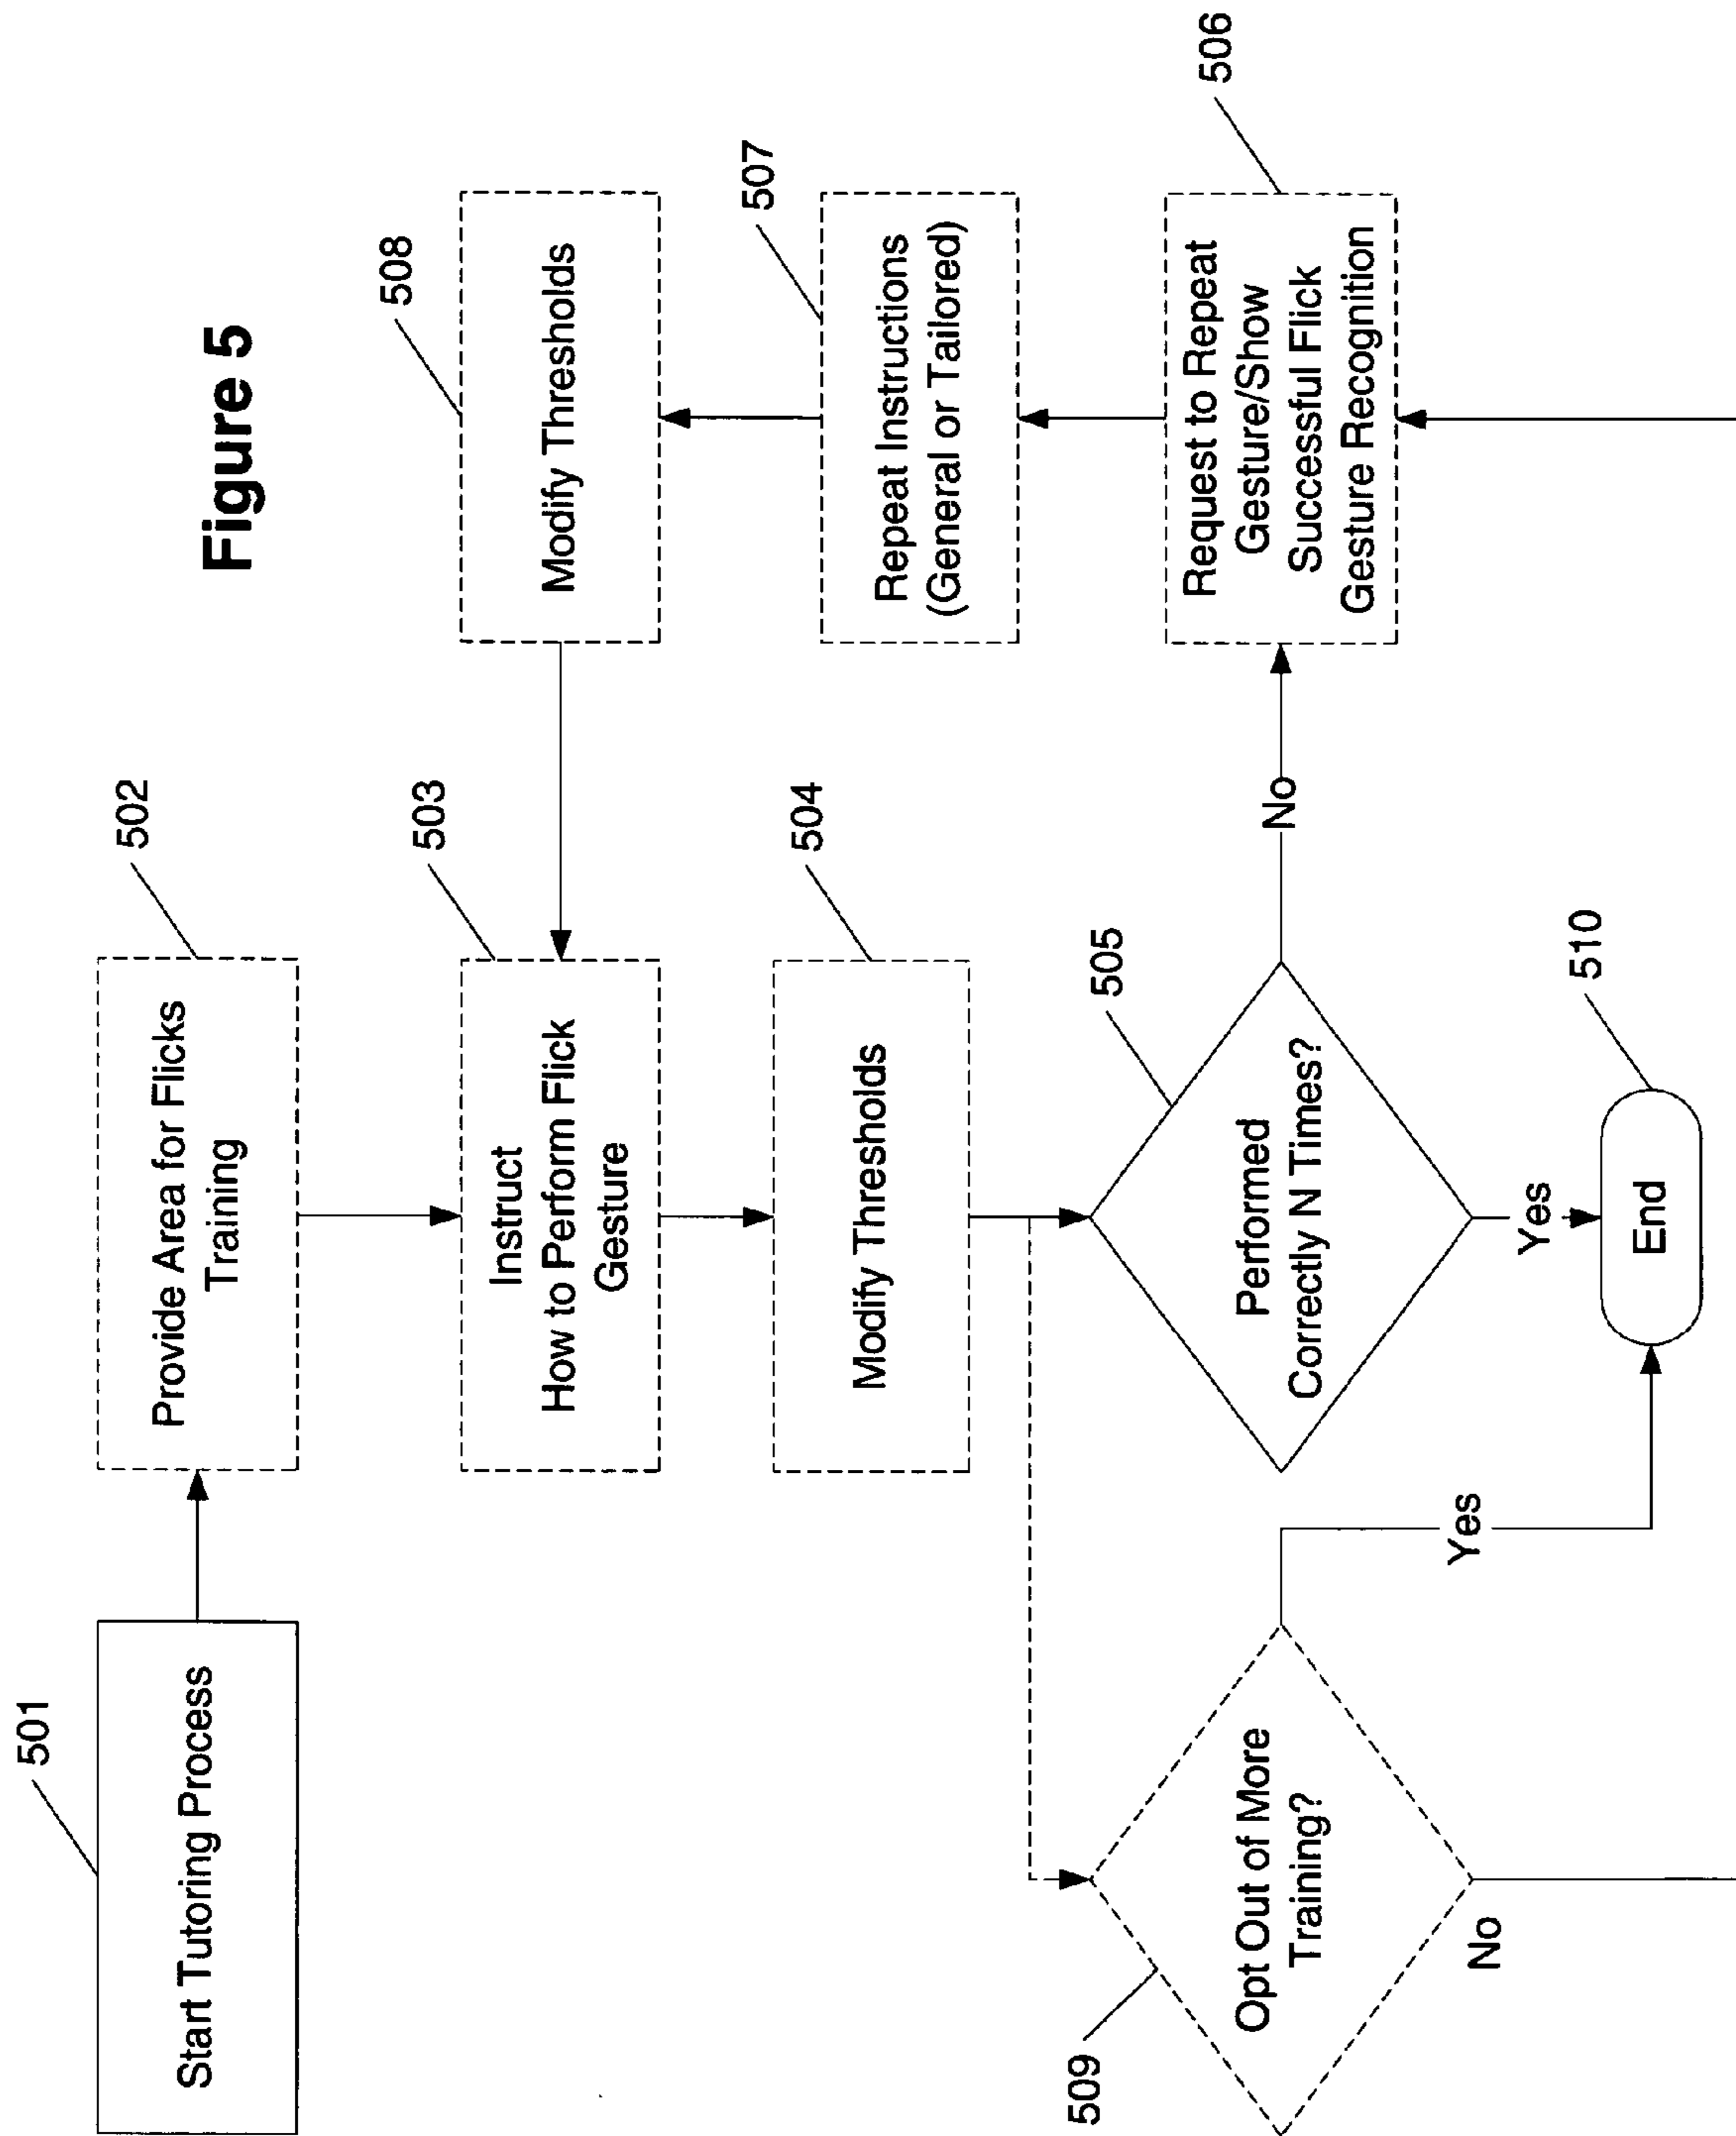 Figure 5
501
Start Tutoring Process
502
Provide Area for Flicks
Training
503
Instruct
How to Perform Flick
Gesture
504
Modify Thresholds
505
Performed
Correctly N Times?
No
Yes
506
Request to Repeat
Gesture/Show
Successful Flick
Gesture Recognition
507
Repeat Instructions
(General or Tailored)
508
Modify Thresholds
509
Opt Out of More
Training?
Yes
No
510
End